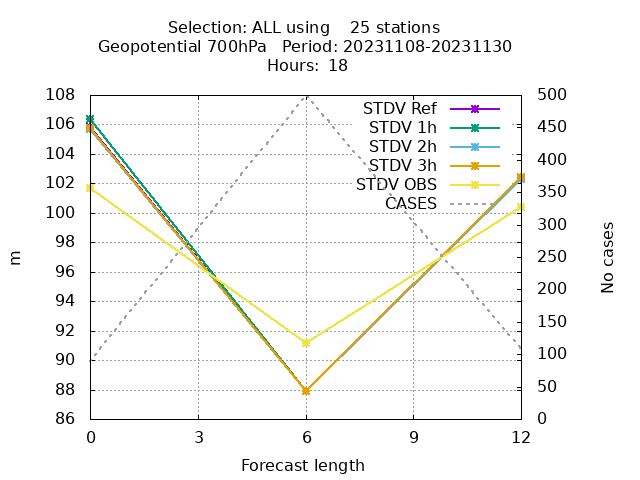 Selection: ALL using    25 stations
Geopotential 700hPa   Period: 20231108-20231130
Hours:  18
108
106
104
102
100
98
96
94
92
90
88
86
500
450
400
350
300
250
200
150
100
50
0
STDV Ref
STDV 1h
STDV 2h
STDV 3h
STDV OBS
CASES
m
No cases
0 3 6 9 12
Forecast length